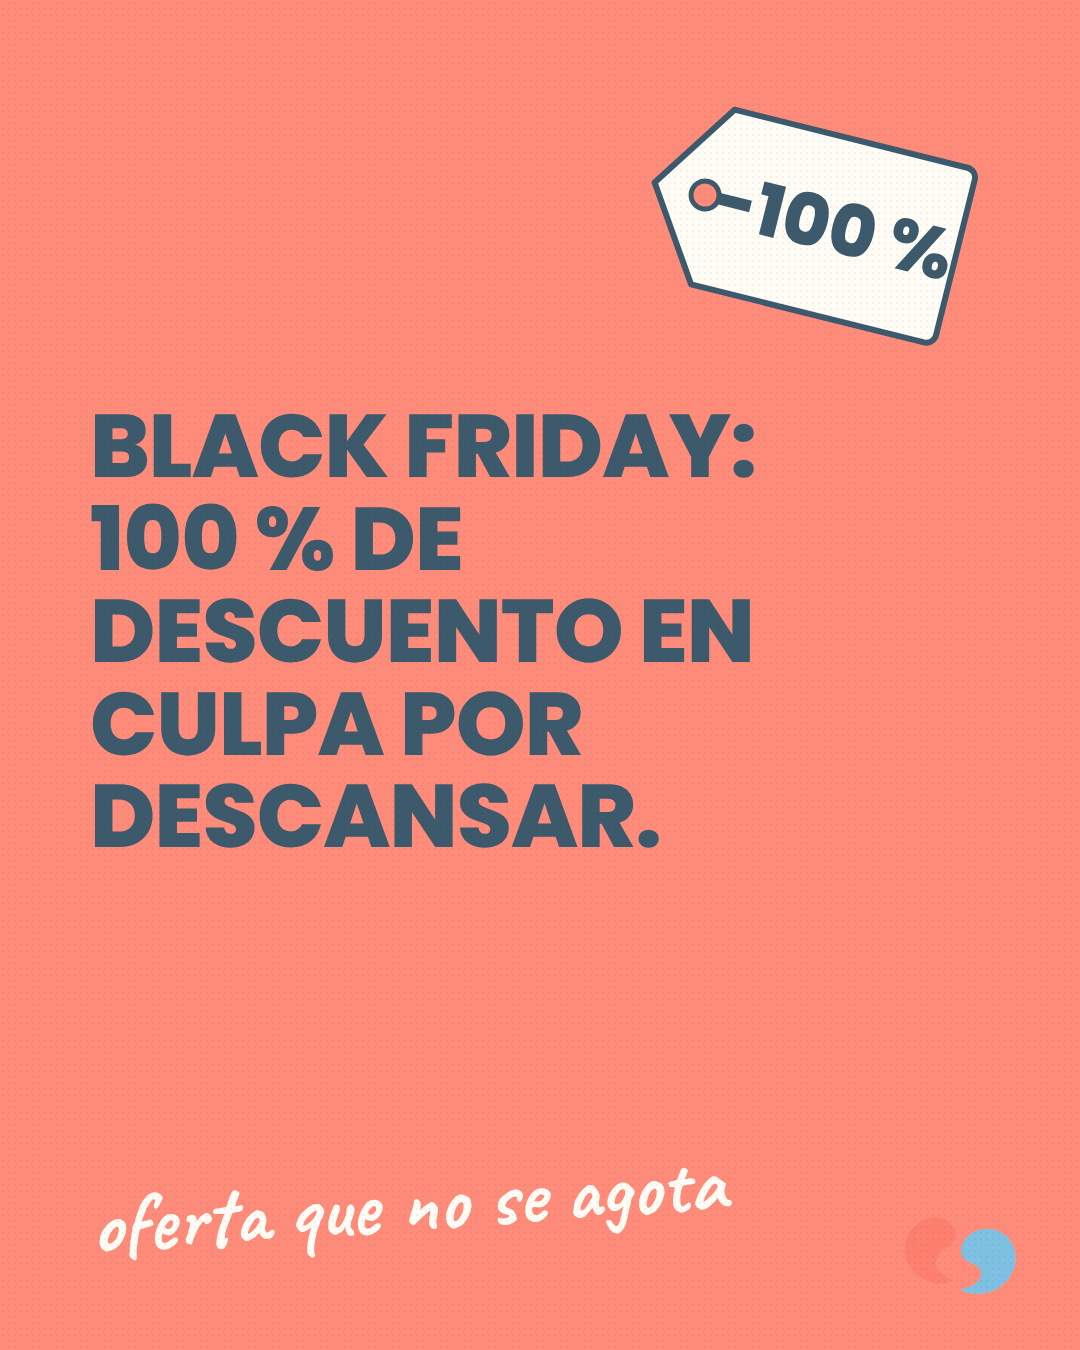 -100 %
BLACK FRIDAY:
100 % DE
DESCUENTO EN
CULPA POR
DESCANSAR.
oferta que no se agota